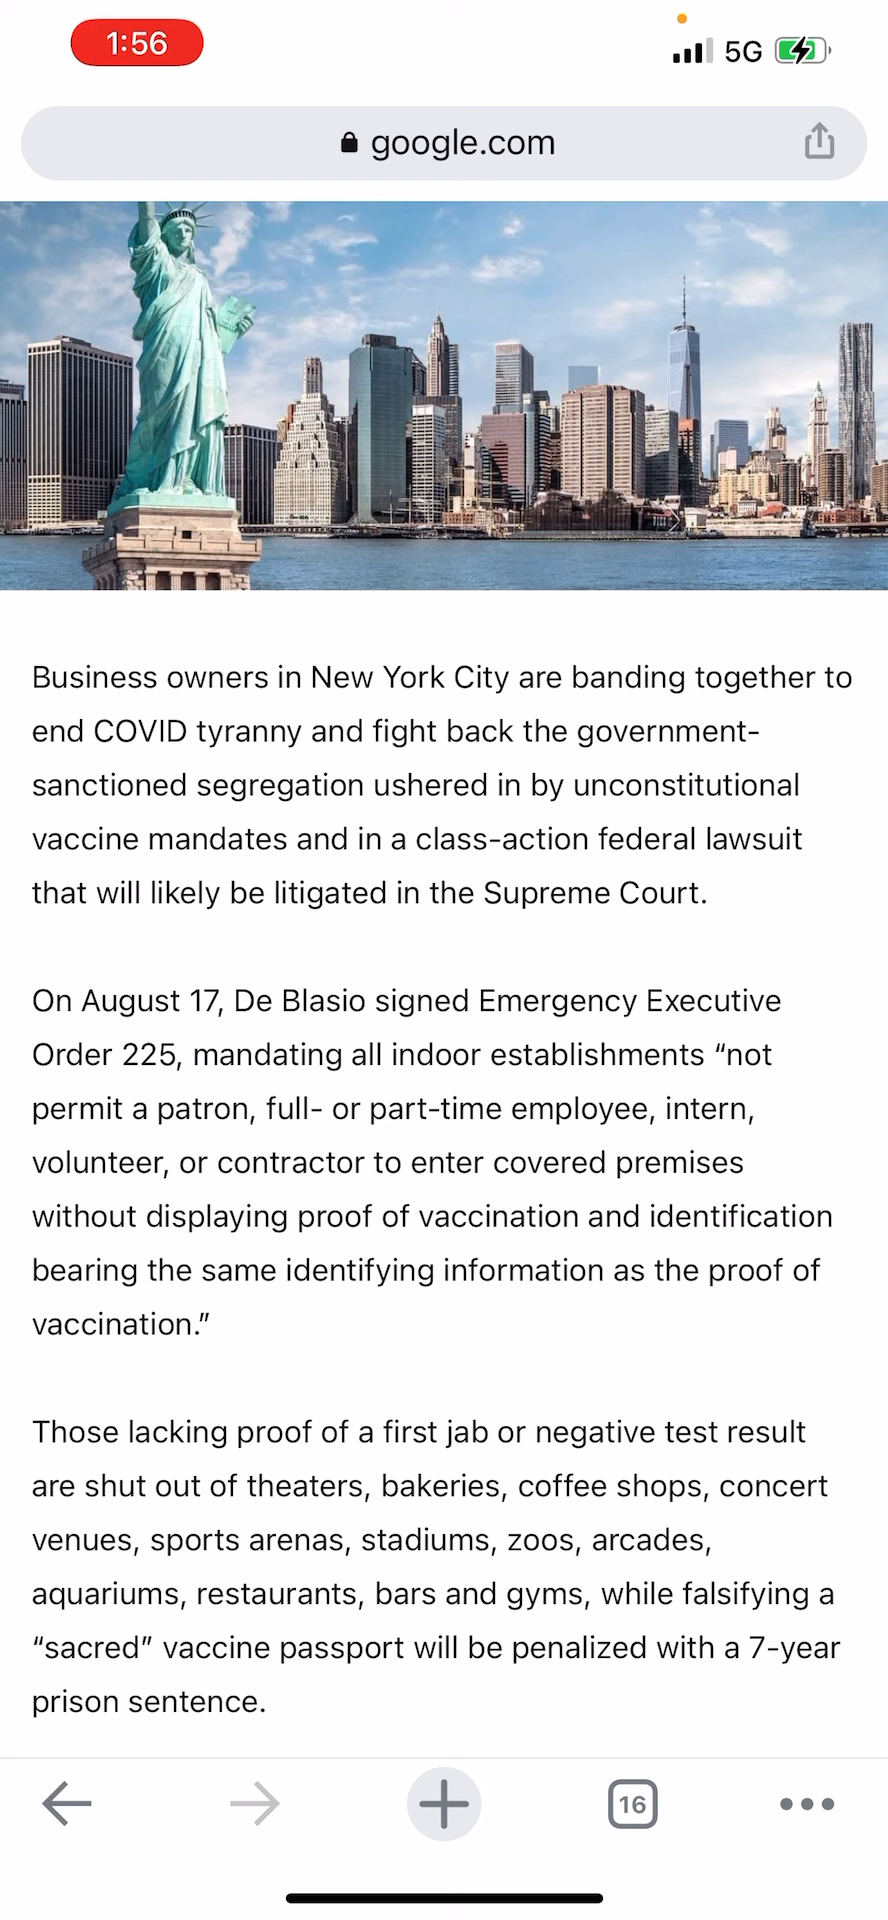 1:56
5G
google.com
Business owners in New York City are banding together to
end COVID tyranny and fight back the government-
sanctioned segregation ushered in by unconstitutional
vaccine mandates and in a class-action federal lawsuit
that will likely be litigated in the Supreme Court.
On August 17, De Blasio signed Emergency Executive
Order 225, mandating all indoor establishments “not
permit a patron, full- or part-time employee, intern,
volunteer, or contractor to enter covered premises
without displaying proof of vaccination and identification
bearing the same identifying information as the proof of
vaccination.”
Those lacking proof of a first jab or negative test result
are shut out of theaters, bakeries, coffee shops, concert
venues, sports arenas, stadiums, zoos, arcades,
aquariums, restaurants, bars and gyms, while falsifying a
“sacred” vaccine passport will be penalized with a 7-year
prison sentence.
16